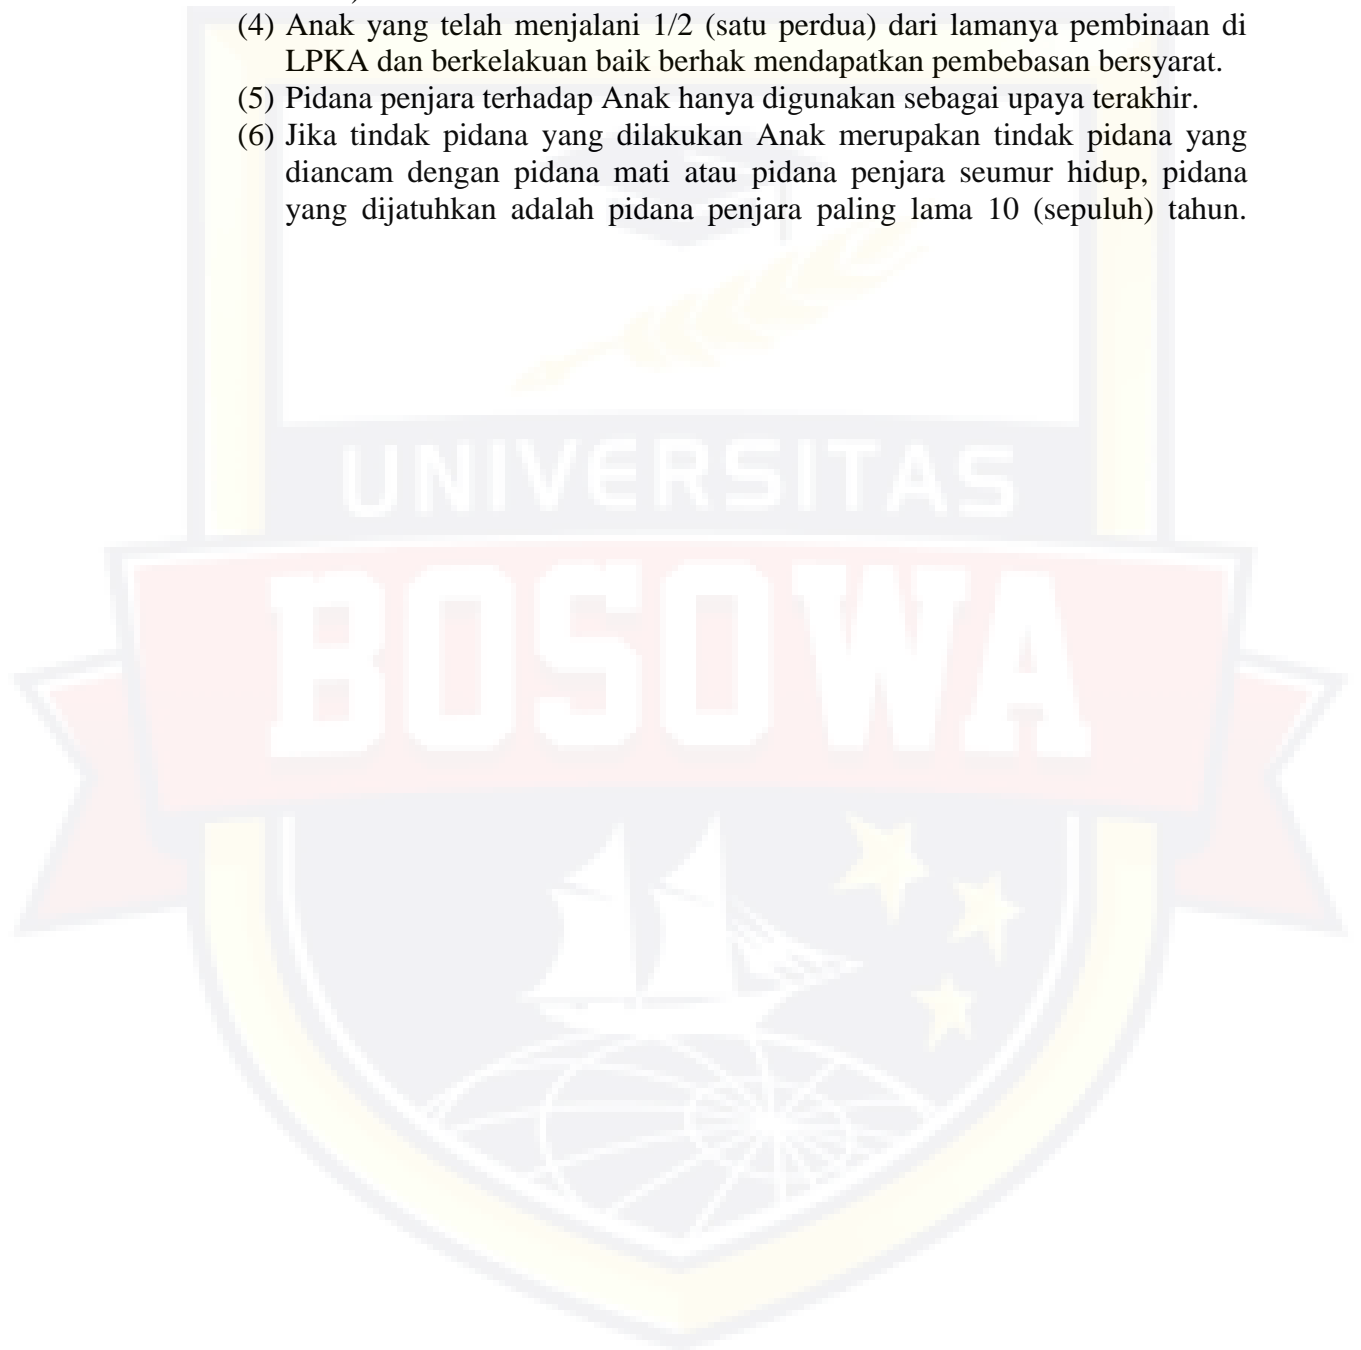 (4) Anak yang telah menjalani 1/2 (satu perdua) dari lamanya pembinaan di
LPKA dan berkelakuan baik berhak mendapatkan pembebasan bersyarat.
(5) Pidana penjara terhadap Anak hanya digunakan sebagai upaya terakhir.
(6) Jika tindak pidana yang dilakukan Anak merupakan tindak pidana yang
diancam dengan pidana mati atau pidana penjara seumur hidup, pidana
yang dijatuhkan adalah pidana penjara paling lama 10 (sepuluh) tahun.
UNIVERSITAS
BOSOWA